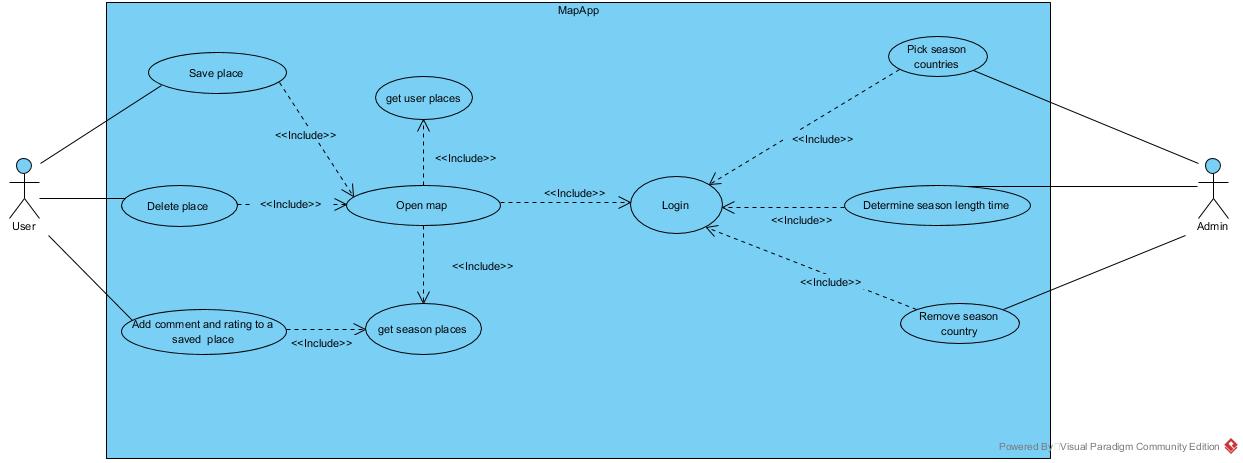 MapApp
Save place
get user places
Pick season
countries
<<Include>>
<<Include>>
<<Include>>
User
Delete place
<<Include>>
Open map
<<Include>>
Login
<<Include>>
Determine season length time
Admin
<<Include>>
<<Include>>
Add comment and rating to a
saved place
<<Include>>
get season places
Remove season
country
Powered By Visual Paradigm Community Edition